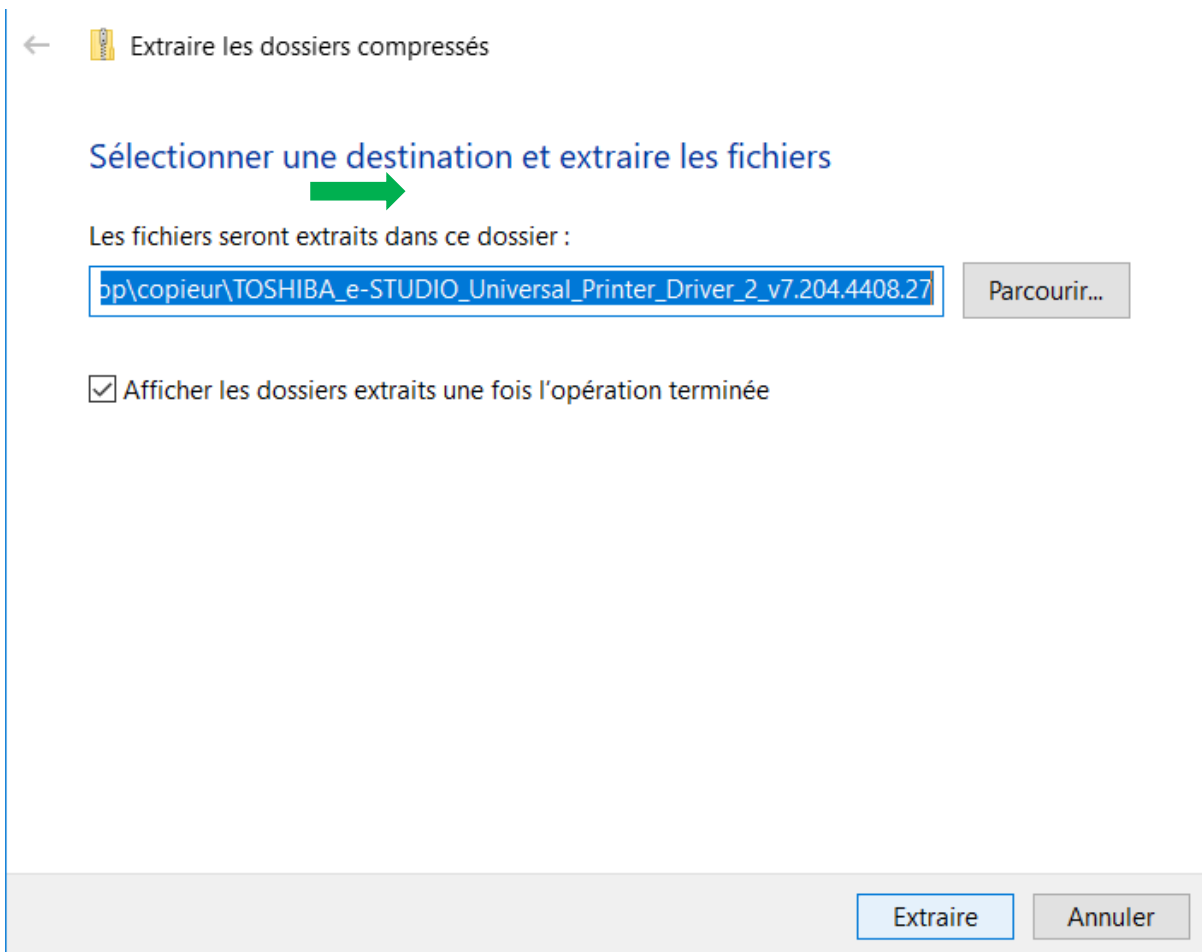 Extraire les dossiers compressés
Sélectionner une destination et extraire les fichiers
Les fichiers seront extraits dans ce dossier :
op\copieur\TOSHIBA_e-STUDIO_Universal_Printer_Driver_2_v7.204.4408.27
Parcourir...
Afficher les dossiers extraits une fois l’opération terminée
Extraire
Annuler